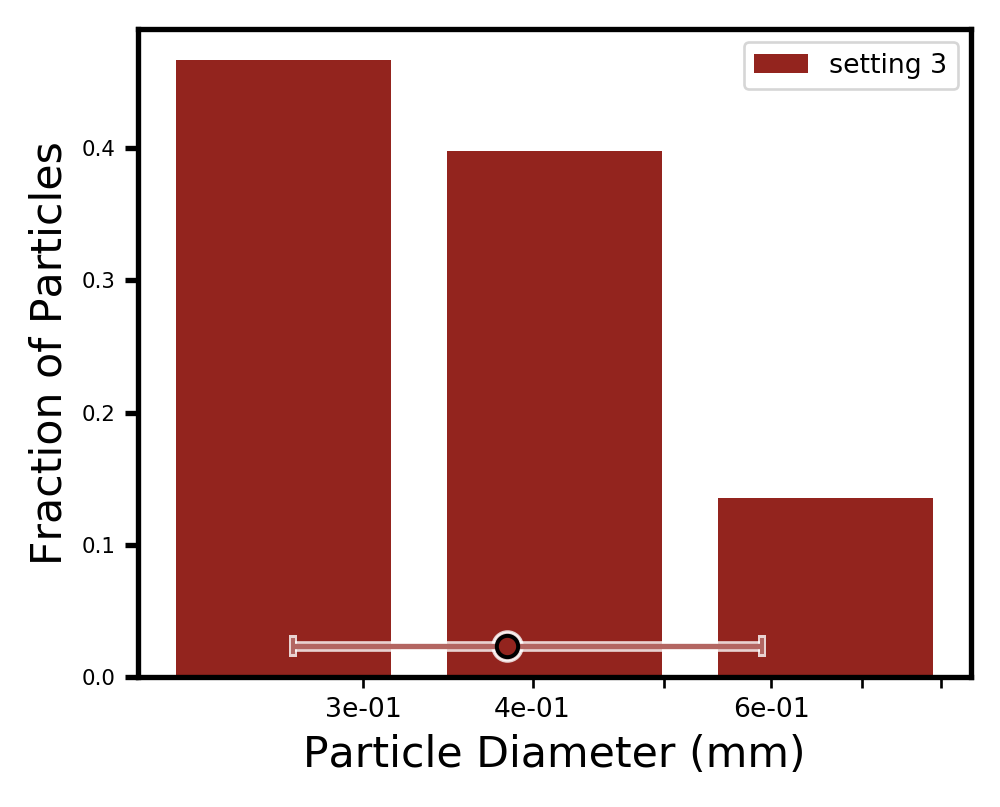 setting 3
Fraction of Particles
0.4
0.3
0.2
0.1
0.0
3e-01 4e-01 6e-01
Particle Diameter (mm)